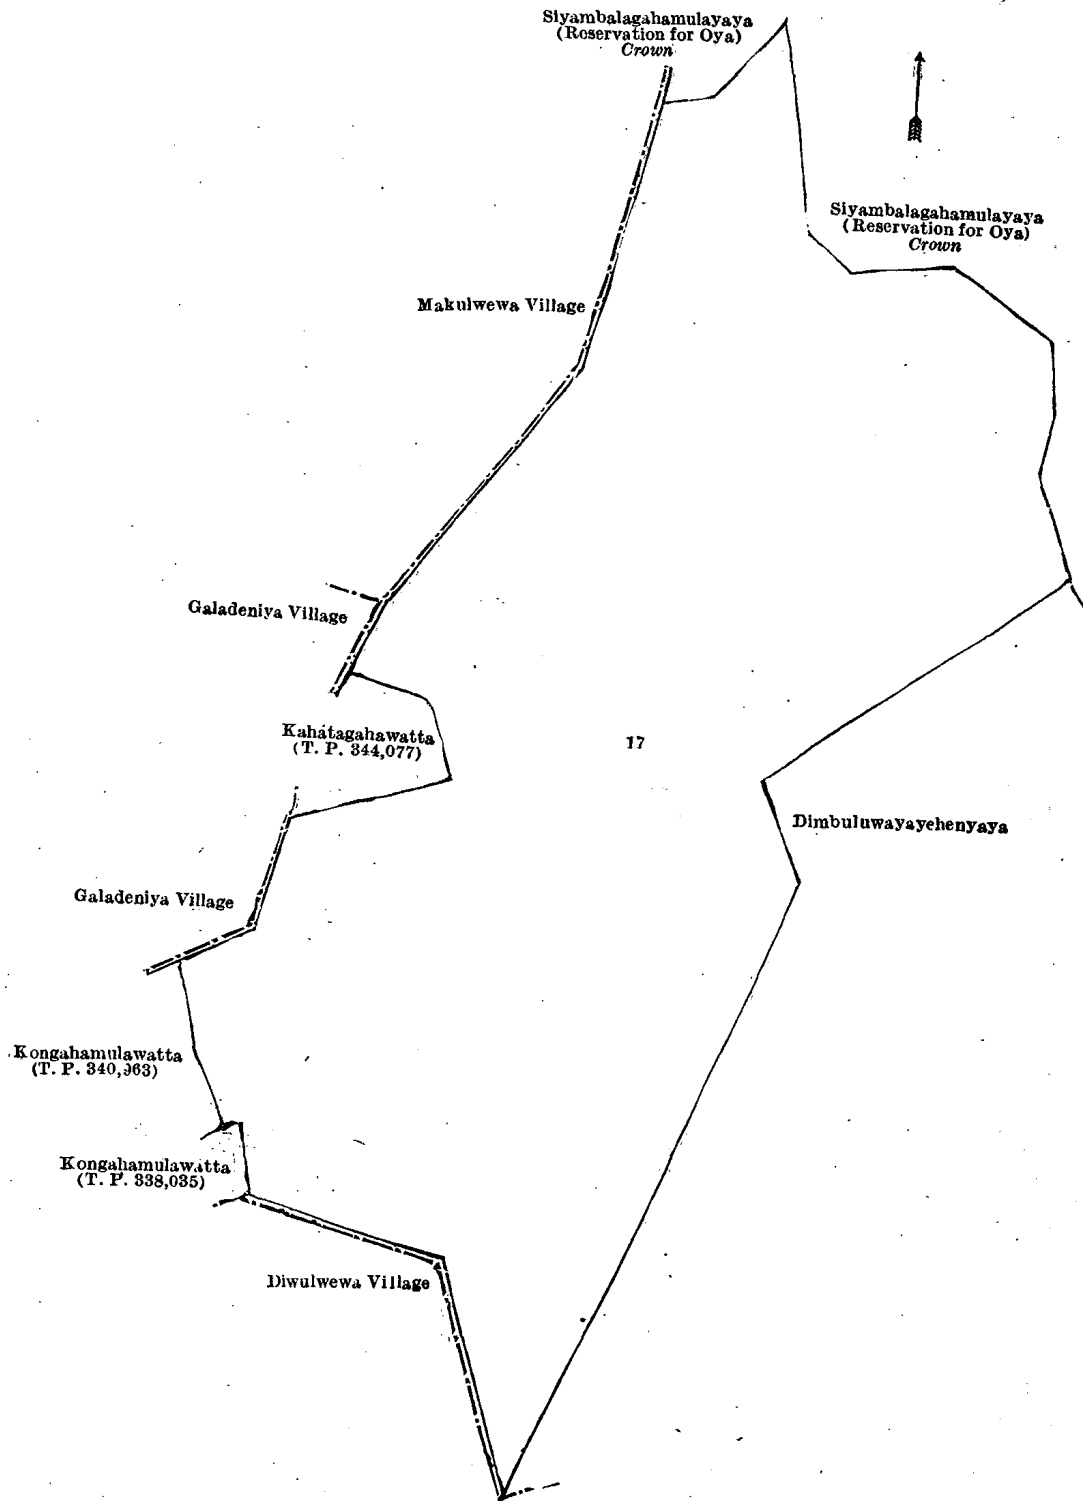 Siyambalagahamulayaya
(Reservation for Oya)
Crown
Siyambalagahamulayaya
(Reservation for Oya)
Crown
Makulwewa Village
Galadeniya Village
Kahatagahawatta
(T. P. 344,077)
17
Dimbuluwayayehenyaya
Galadeniya Village
Kongahamulawatta
(T. P. 340,963)
Kongahamulawatta
(T. P. 338,035)
Diwulwewa Village